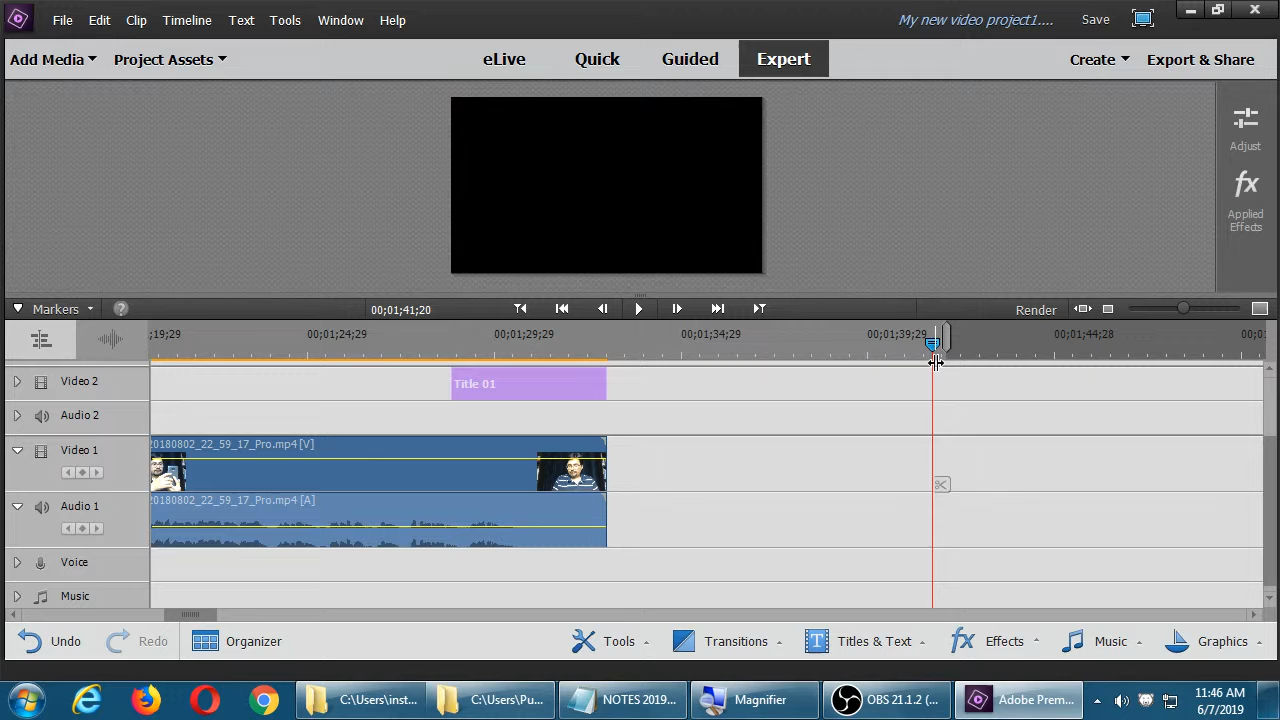 File Edit Clip Timeline Text Tools Window Help My new video project1.... Save
Add Media Project Assets eLive Quick Guided Expert Create Export & Share
Adjust
fx
Applied
Effects
Markers ? 00;01;41;20 Render
;19;29 00;01;24;29 00;01;29;29 00;01;34;29 00;01;39;29 00;01;44;28 00;0
Video 2 Title 01
Audio 2
Video 1 20180802_22_59_17_Pro.mp4 [V]
Audio 1 20180802_22_59_17_Pro.mp4 [A]
Voice
Music
Undo Redo Organizer Tools Transitions T Titles & Text fx Effects Music Graphics
C:\Users\inst... C:\Users\Pu... NOTES 2019... Magnifier OBS 21.1.2 (... Adobe Prem... 11:46 AM
6/7/2019